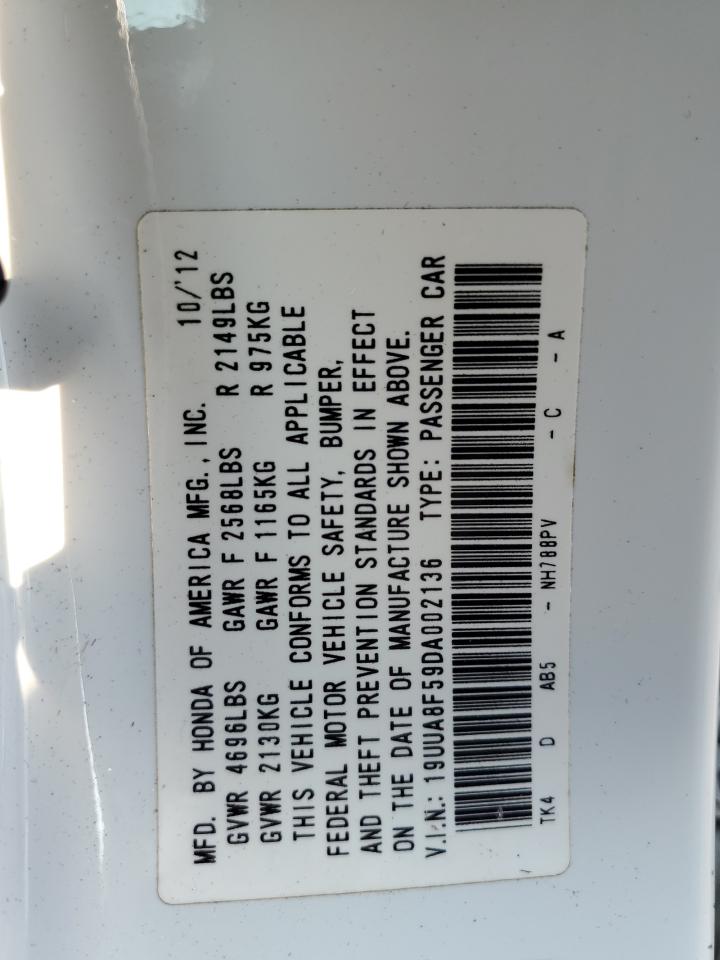 MFD. BY HONDA OF AMERICA MFG., INC. 10/'12
GVWR 4696LBS GAWR F 2568LBS R 2149LBS
GVWR 2130KG GAWR F 1165KG R 975KG
THIS VEHICLE CONFORMS TO ALL APPLICABLE
FEDERAL MOTOR VEHICLE SAFETY, BUMPER,
AND THEFT PREVENTION STANDARDS IN EFFECT
ON THE DATE OF MANUFACTURE SHOWN ABOVE.
V.I.N.: 19UUA8F59DA002136 TYPE: PASSENGER CAR
TK4 D AB5 - NH788PV - C - A